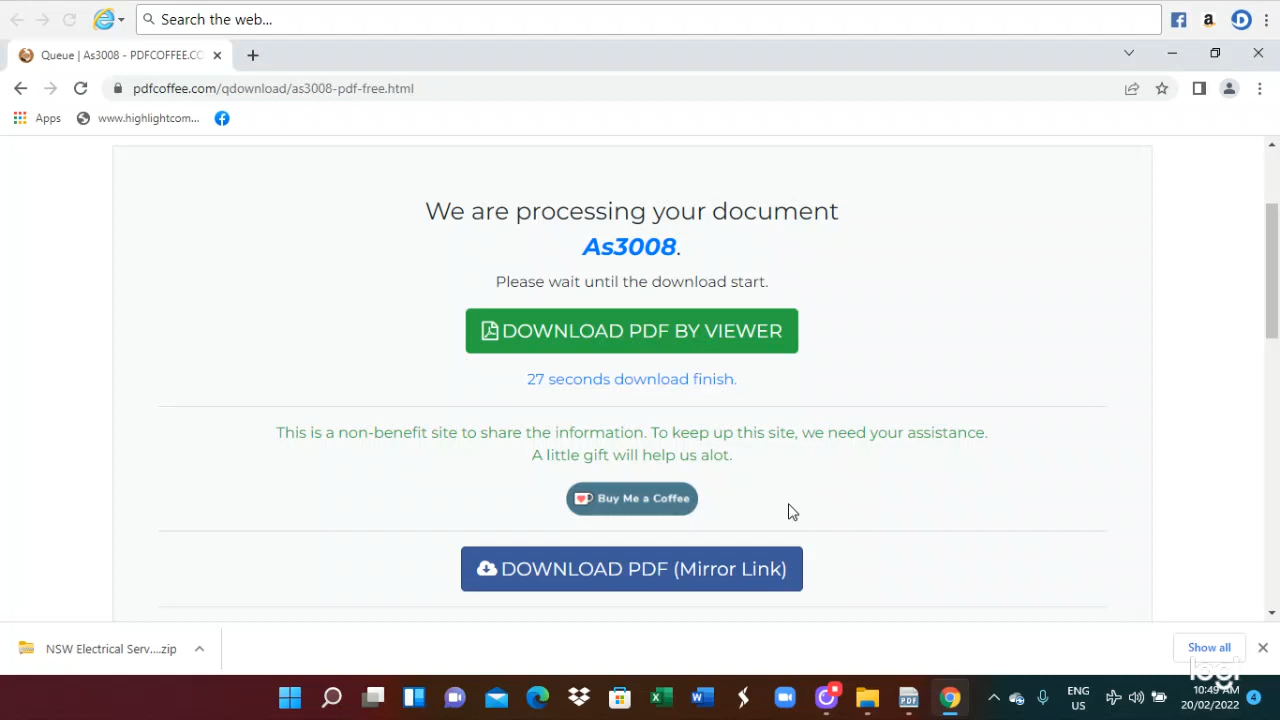 Search the web...
Queue | As3008 - PDFCOFFEE.CO
pdfcoffee.com/qdownload/as3008-pdf-free.html
Apps
www.highlightcom...
We are processing your document
As3008.
Please wait until the download start.
DOWNLOAD PDF BY VIEWER
27 seconds download finish.
This is a non-benefit site to share the information. To keep up this site, we need your assistance.
A little gift will help us alot.
Buy Me a Coffee
DOWNLOAD PDF (Mirror Link)
NSW Electrical Serv....zip
Show all
ENG
US
10:49 AM
20/02/2022
4